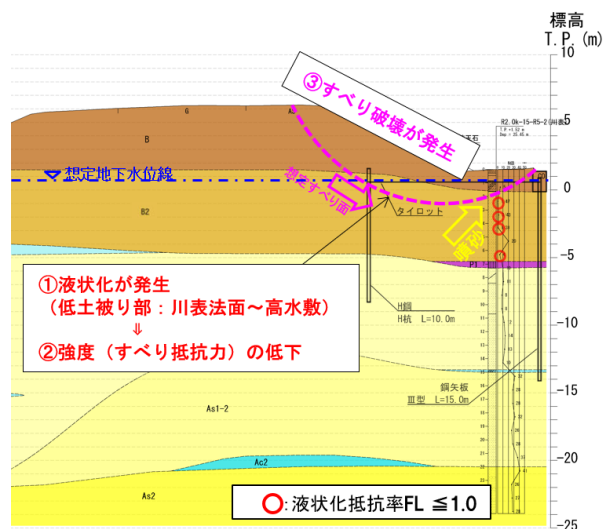 標高
T.P.(m)
10
③すべり破壊が発生
5
G
B
想定地下水位線
想定すべり面
0
タイロット
B2
噴砂
-5
①液状化が発生
(低土被り部:川表法面~高水敷)
⇓
②強度(すべり抵抗力)の低下
H鋼
H杭 L=10.0m
-10
鋼矢板
Ⅲ型 L=15.0m
-15
As1-2
Ac2
-20
As2
○:液状化抵抗率FL ≦1.0
-25